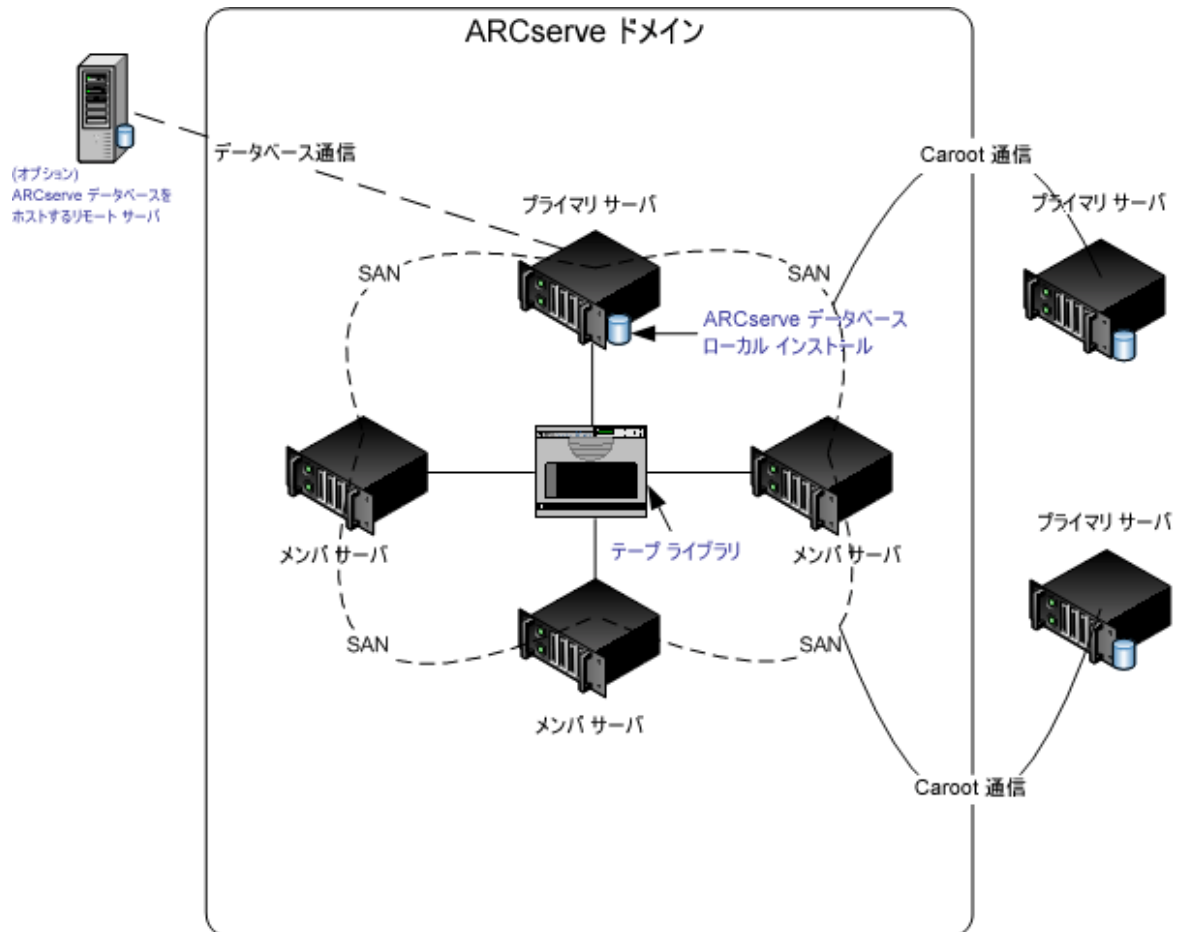 ARCserve ドメイン
(オプション)
ARCserve データベースを
ホストするリモート サーバ
データベース通信
Caroot 通信
プライマリ サーバ
プライマリ サーバ
SAN
SAN
ARCserve データベース
ローカル インストール
メンバ サーバ
テープ ライブラリ
メンバ サーバ
プライマリ サーバ
SAN
SAN
メンバ サーバ
Caroot 通信